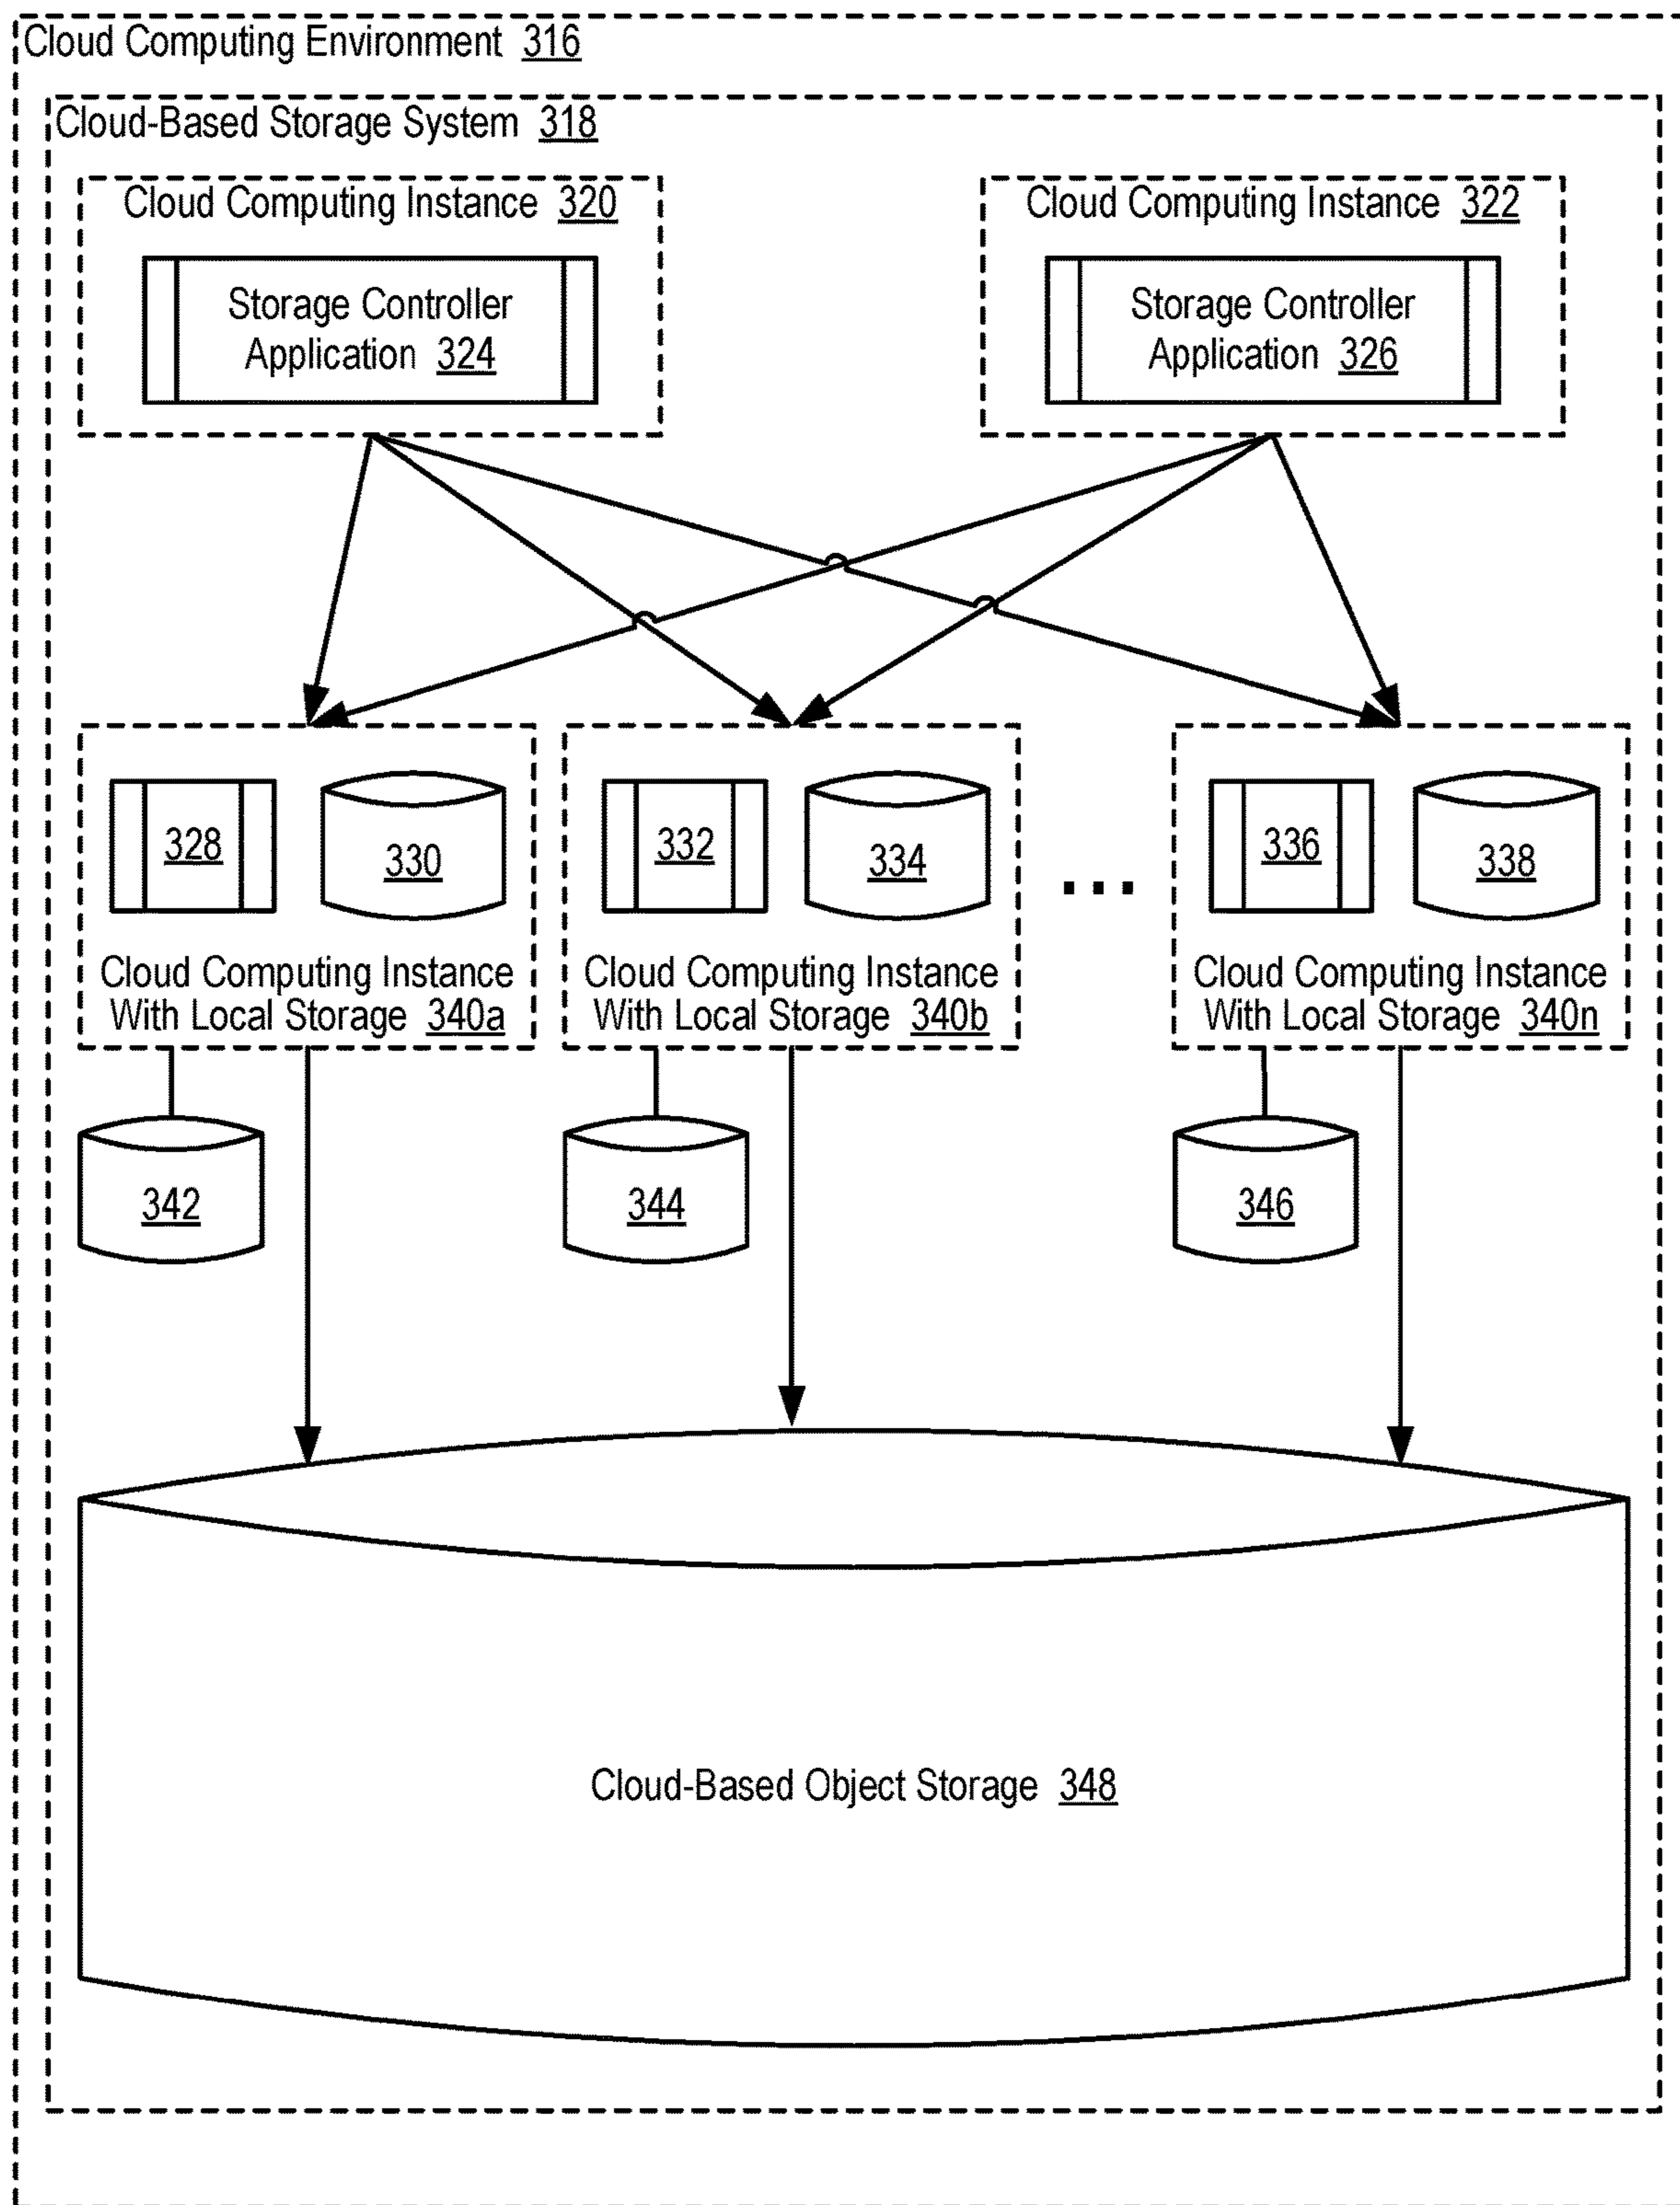 Cloud Computing Environment 316
Cloud-Based Storage System 318
Cloud Computing Instance 320
Storage Controller
Application 324
Cloud Computing Instance 322
Storage Controller
Application 326
328
330
Cloud Computing Instance
With Local Storage 340a
332
334
Cloud Computing Instance
With Local Storage 340b
...
336
338
Cloud Computing Instance
With Local Storage 340n
342
344
346
Cloud-Based Object Storage 348